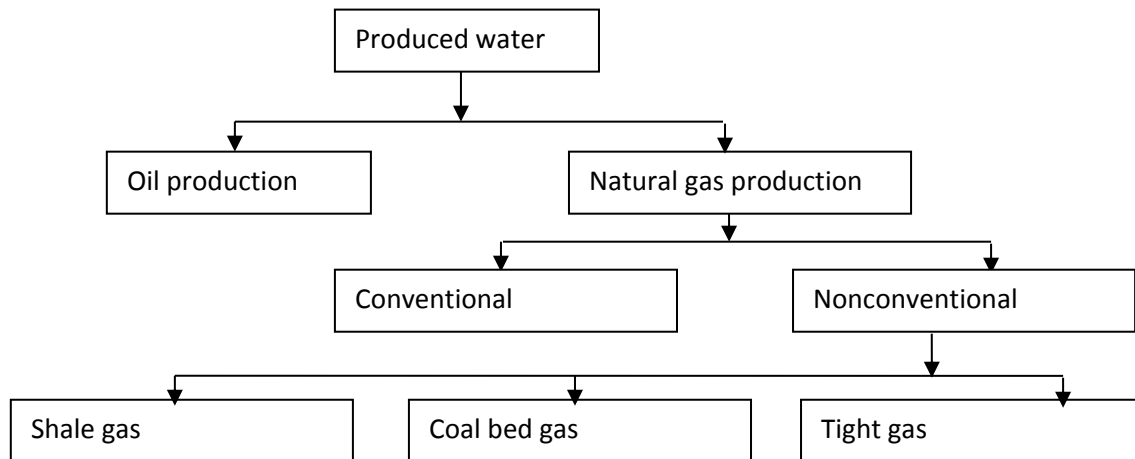 Produced water
Oil production
Natural gas production
Conventional
Nonconventional
Shale gas
Coal bed gas
Tight gas